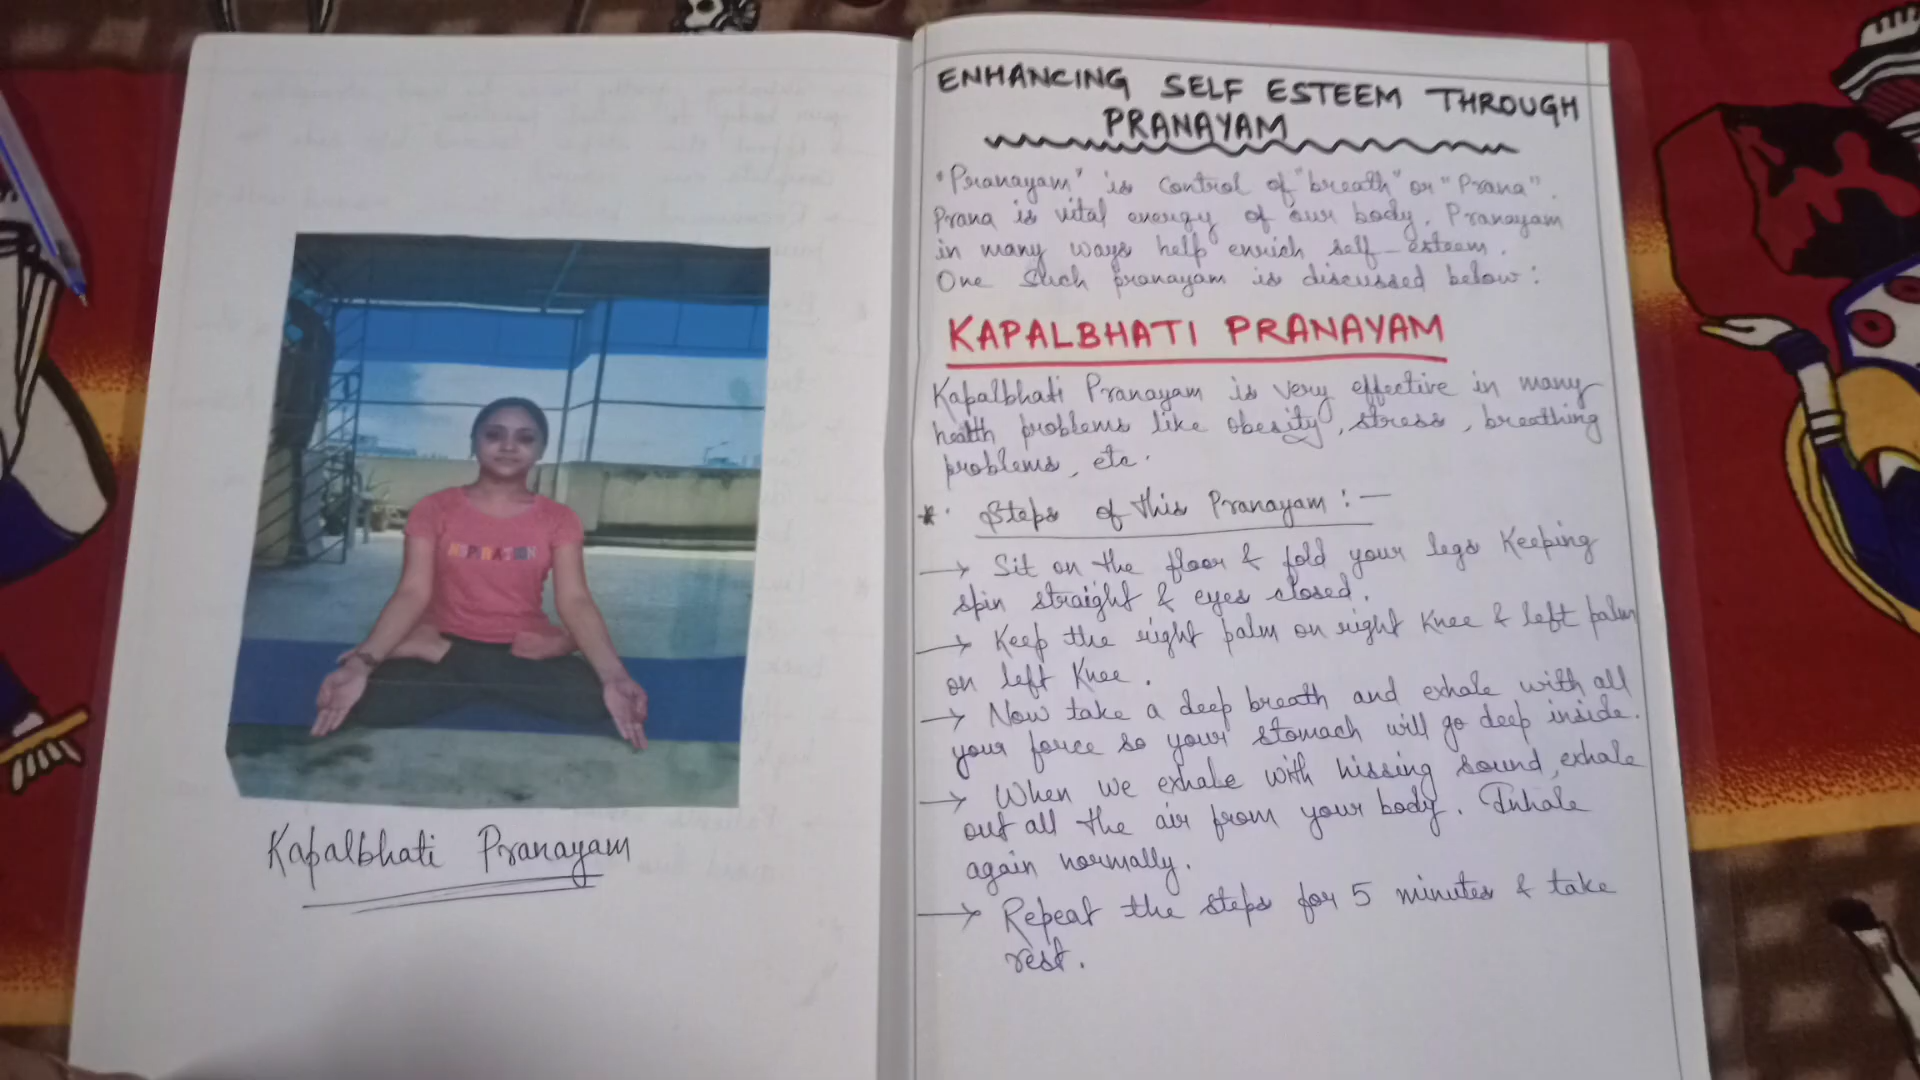 ASPIRATION
Kapalbhati Pranayam
ENHANCING SELF ESTEEM THROUGH
PRANAYAM
"Pranayam" is control of "breath" or "Prana".
Prana is vital energy of our body. Pranayam
in many ways help enrich self-esteem.
One such pranayam is discussed below:
KAPALBHATI PRANAYAM
Kapalbhati Pranayam is very effective in many
health problems like obesity, stress, breathing
problems, etc.
* Steps of this Pranayam :-
→ Sit on the floor & fold your legs Keeping
spin straight & eyes closed.
→ Keep the right palm on right Knee & left palm
on left Knee.
→ Now take a deep breath and exhale with all
your force so your stomach will go deep inside.
→ When we exhale with hissing sound, exhale
out all the air from your body. Inhale
again normally.
→ Repeat the steps for 5 minutes & take
rest.